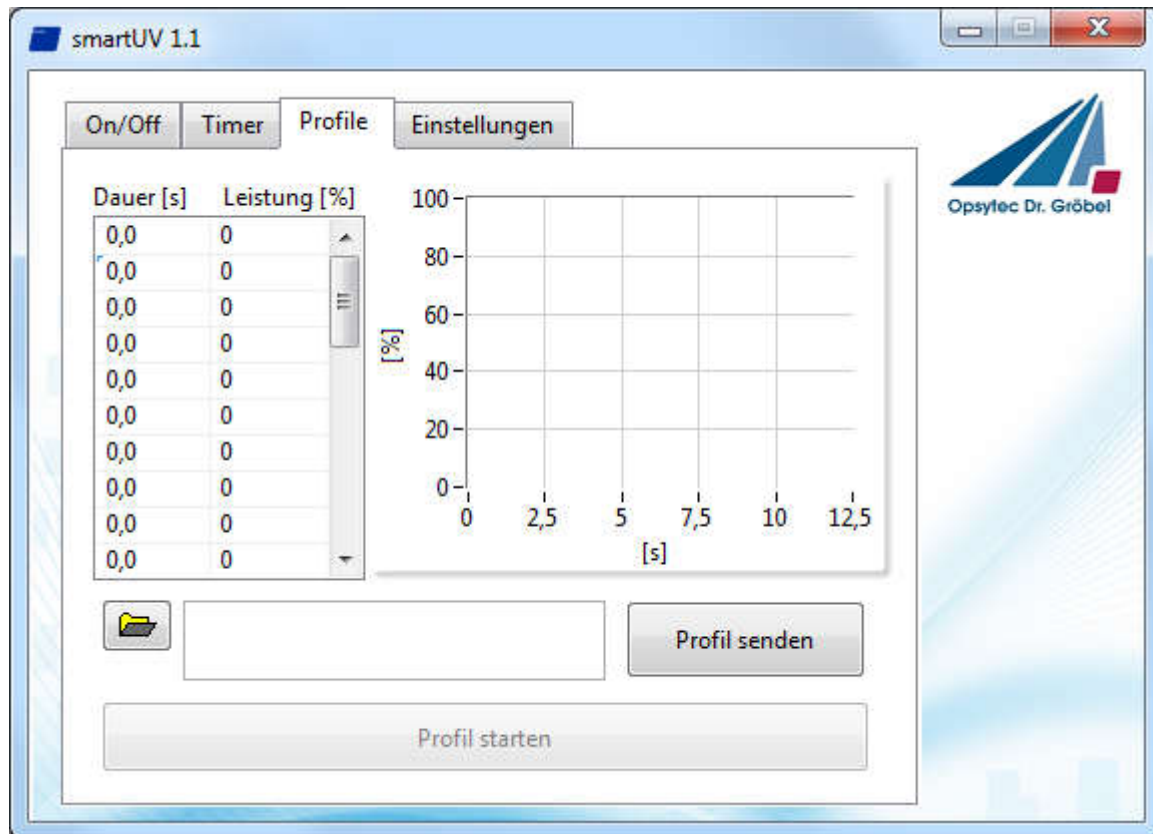 smartUV 1.1
On/Off Timer Profile Einstellungen
Opsytec Dr. Gröbel
Dauer [s] Leistung [%]
0,0 0
0,0 0
0,0 0
0,0 0
0,0 0
0,0 0
0,0 0
0,0 0
0,0 0
0,0 0
100
80
60
40
20
0
[%]
0 2,5 5 7,5 10 12,5
[s]
Profil senden
Profil starten